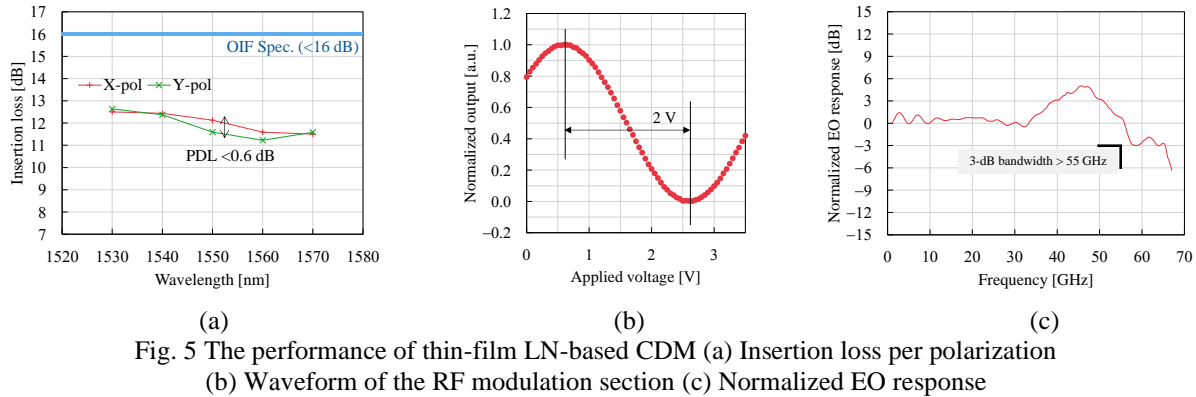 16
15
14
13
12
11
10
9
8
7
Insertion loss [dB]
OIF Spec. (<16 dB)
X-pol
Y-pol
PDL <0.6 dB
1520 1530 1540 1550 1560 1570 1580
Wavelength [nm]
(a)
1.0
0.8
0.6
0.4
0.2
0.0
−0.2
Normalized output [a.u.]
2 V
0 1 2 3
Applied voltage [V]
(b)
15
12
9
6
3
0
−3
−6
−9
−12
−15
Normalized EO response [dB]
3-dB bandwidth > 55 GHz
0 10 20 30 40 50 60 70
Frequency [GHz]
(c)
Fig. 5 The performance of thin-film LN-based CDM (a) Insertion loss per polarization
(b) Waveform of the RF modulation section (c) Normalized EO response